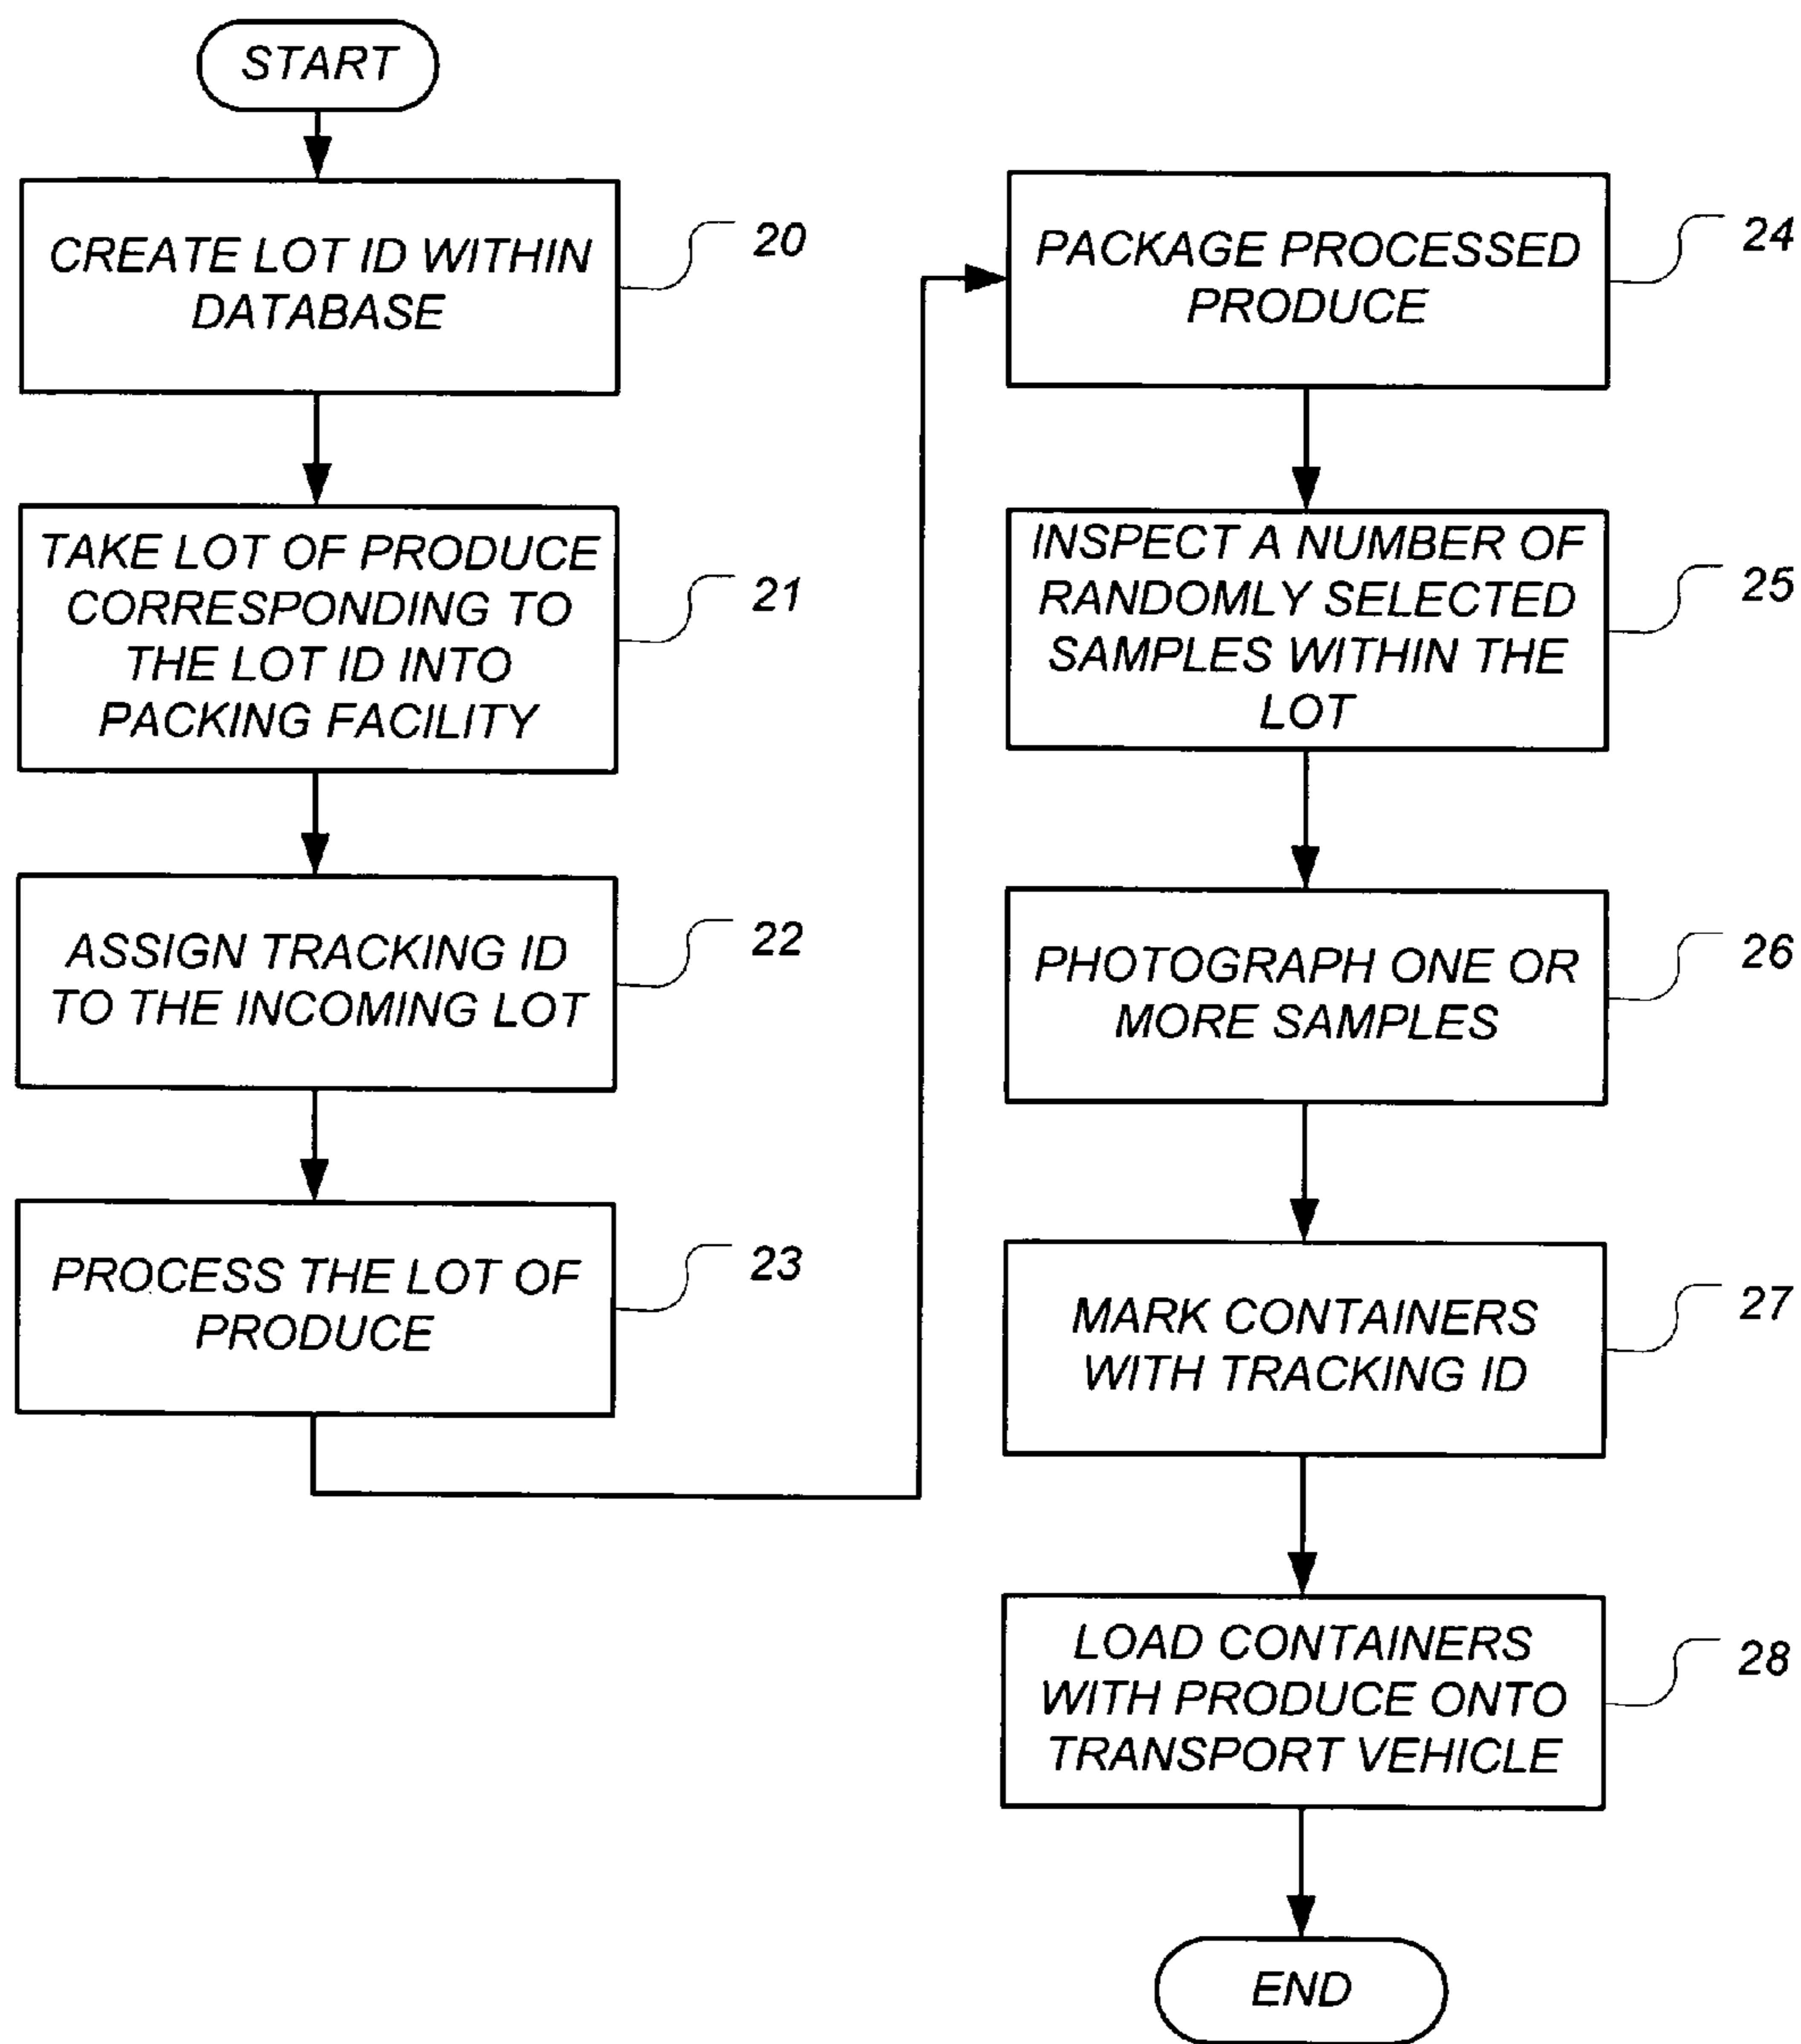 START
CREATE LOT ID WITHIN
DATABASE
20
TAKE LOT OF PRODUCE
CORRESPONDING TO
THE LOT ID INTO
PACKING FACILITY
21
ASSIGN TRACKING ID
TO THE INCOMING LOT
22
PROCESS THE LOT OF
PRODUCE
23
PACKAGE PROCESSED
PRODUCE
24
INSPECT A NUMBER OF
RANDOMLY SELECTED
SAMPLES WITHIN THE
LOT
25
PHOTOGRAPH ONE OR
MORE SAMPLES
26
MARK CONTAINERS
WITH TRACKING ID
27
LOAD CONTAINERS
WITH PRODUCE ONTO
TRANSPORT VEHICLE
28
END